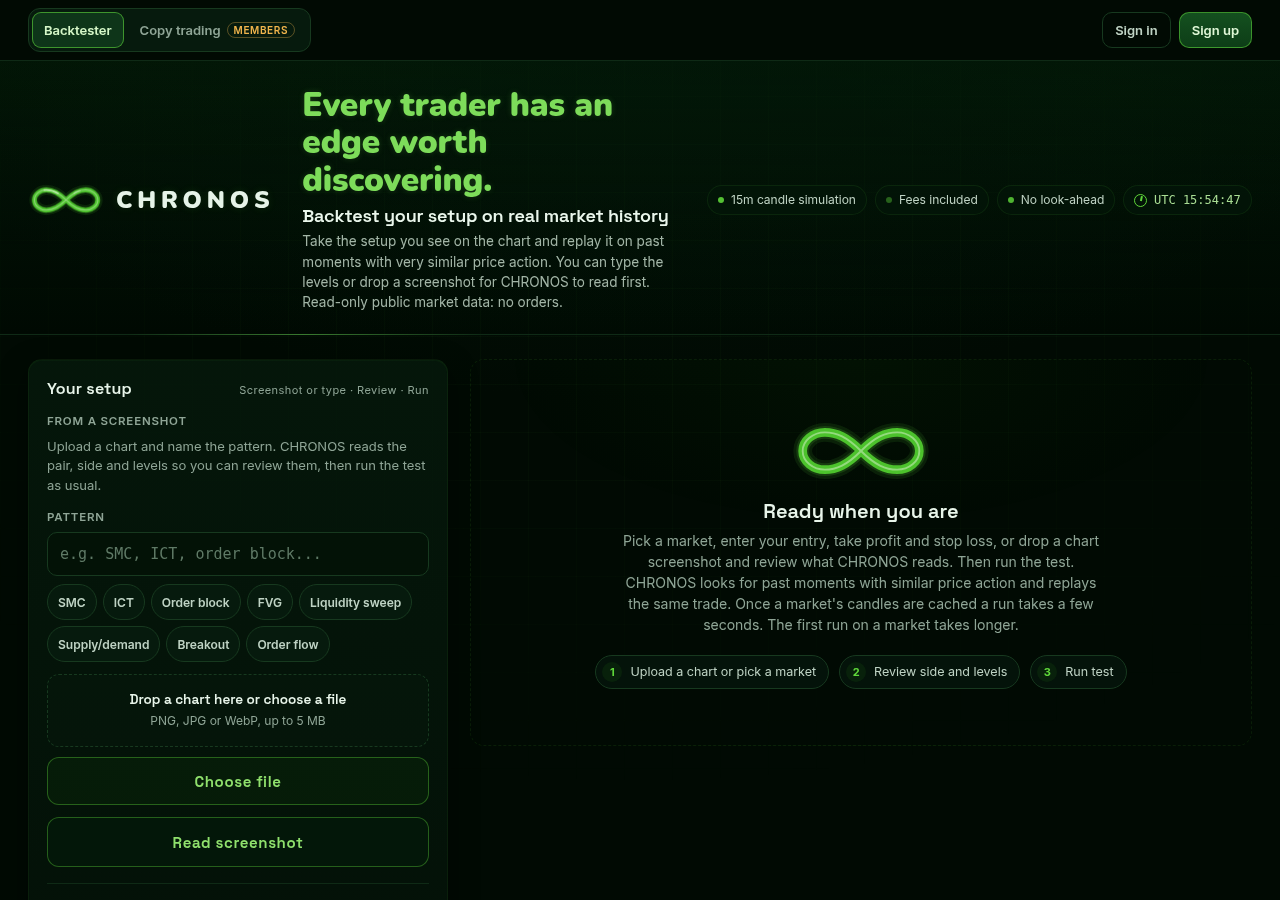 Backtester
Copy trading MEMBERS
Sign in
Sign up
CHRONOS
Every trader has an
edge worth
discovering.
Backtest your setup on real market history
Take the setup you see on the chart and replay it on past
moments with very similar price action. You can type the
levels or drop a screenshot for CHRONOS to read first.
Read-only public market data: no orders.
15m candle simulation
Fees included
No look-ahead
UTC 15:54:47
Your setup
Screenshot or type · Review · Run
FROM A SCREENSHOT
Upload a chart and name the pattern. CHRONOS reads the
pair, side and levels so you can review them, then run the test
as usual.
PATTERN
e.g. SMC, ICT, order block...
SMC
ICT
Order block
FVG
Liquidity sweep
Supply/demand
Breakout
Order flow
Drop a chart here or choose a file
PNG, JPG or WebP, up to 5 MB
Choose file
Read screenshot
Ready when you are
Pick a market, enter your entry, take profit and stop loss, or drop a chart
screenshot and review what CHRONOS reads. Then run the test.
CHRONOS looks for past moments with similar price action and replays
the same trade. Once a market's candles are cached a run takes a few
seconds. The first run on a market takes longer.
1 Upload a chart or pick a market
2 Review side and levels
3 Run test